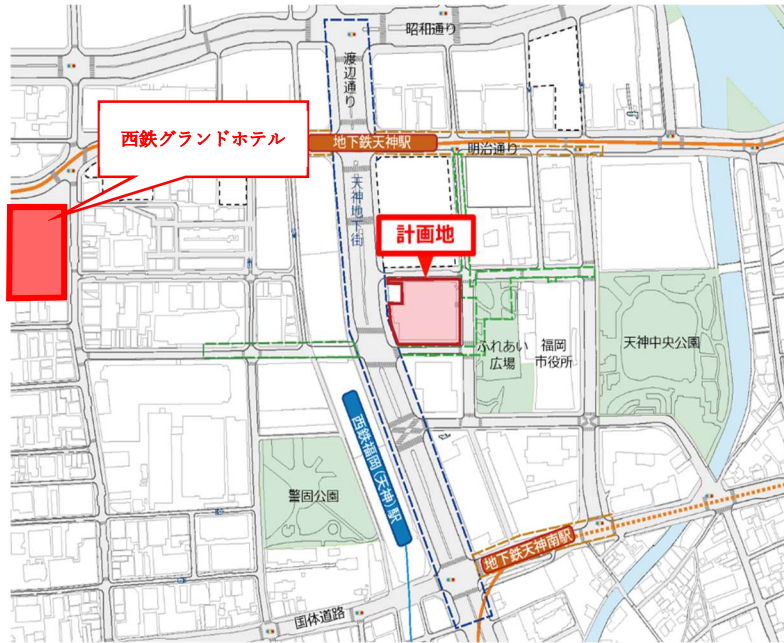 昭和通り
渡辺通り
西鉄グランドホテル
地下鉄天神駅
明治通り
天神地下街
計画地
ふれあい
広場
福岡
市役所
天神中央公園
西鉄福岡(天神)駅
警固公園
地下鉄天神南駅
国体道路